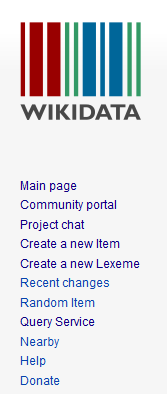 WIKIDATA
Main page
Community portal
Project chat
Create a new Item
Create a new Lexeme
Recent changes
Random Item
Query Service
Nearby
Help
Donate